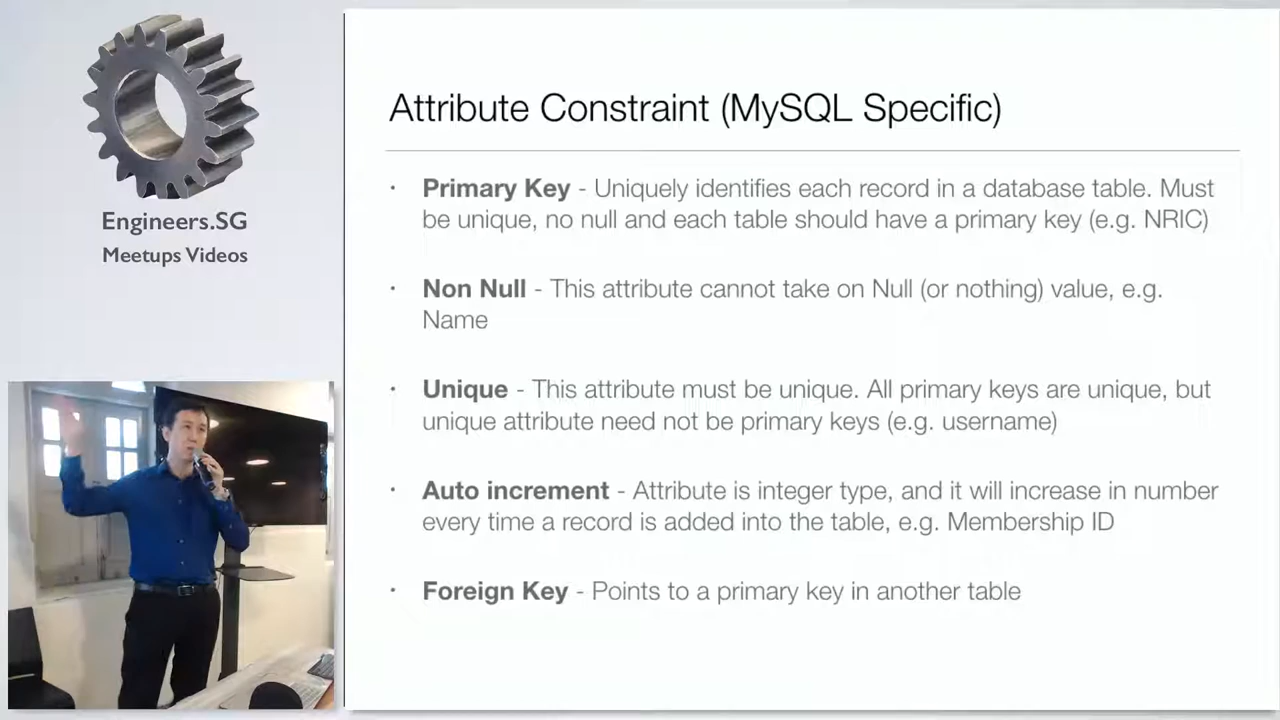 Engineers.SG
Meetups Videos
Attribute Constraint (MySQL Specific)
• Primary Key - Uniquely identifies each record in a database table. Must
be unique, no null and each table should have a primary key (e.g. NRIC)
• Non Null - This attribute cannot take on Null (or nothing) value, e.g.
Name
• Unique - This attribute must be unique. All primary keys are unique, but
unique attribute need not be primary keys (e.g. username)
• Auto increment - Attribute is integer type, and it will increase in number
every time a record is added into the table, e.g. Membership ID
• Foreign Key - Points to a primary key in another table